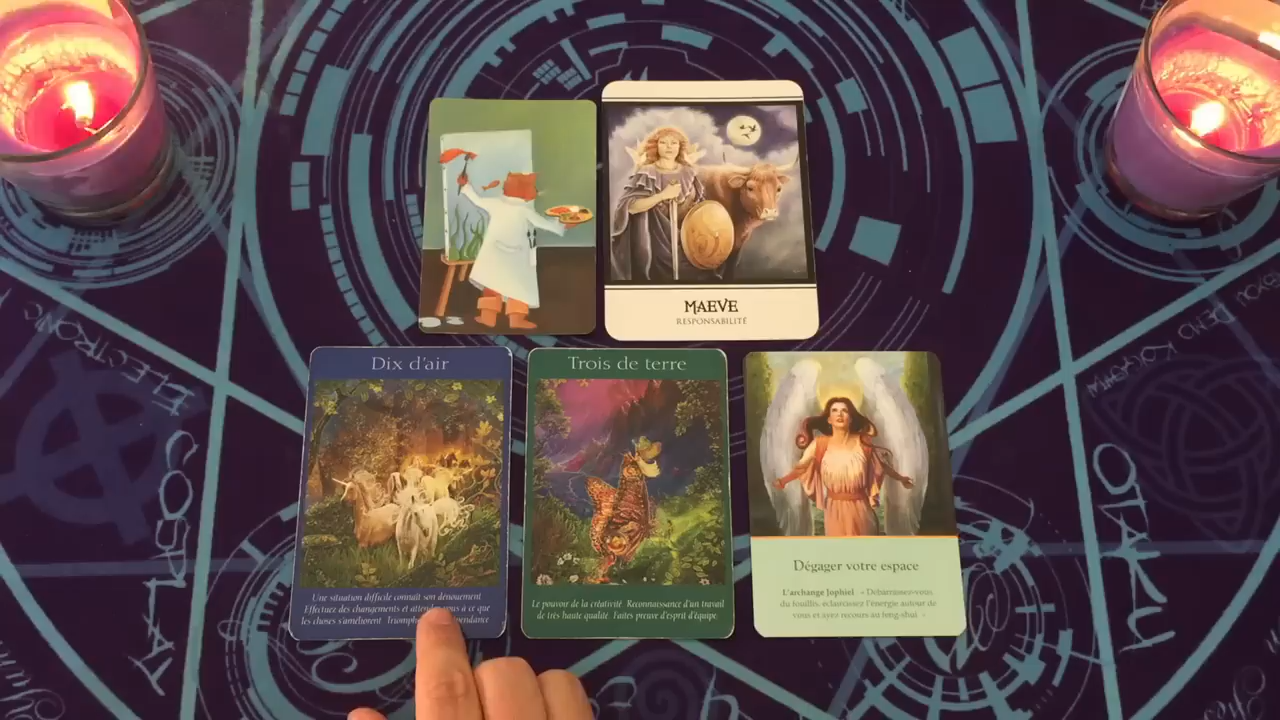 MAEVE
RESPONSABILITÉ
Dix d'air
Une situation difficile connaît son dénouement
Effectuez des changements et attendez-vous à ce que
les choses s'améliorent Triomphe
Trois de terre
Le pouvoir de la créativité. Reconnaissance d'un travail
de très haute qualité. Faites preuve d'esprit d'équipe.
Dégager votre espace
L'archange Jophiel : « Débarrassez-vous
du fouillis, éclaircissez l'énergie autour de
vous et ayez recours au feng-shui. »
ELECTRONIC
COSPLAY
OTAKU